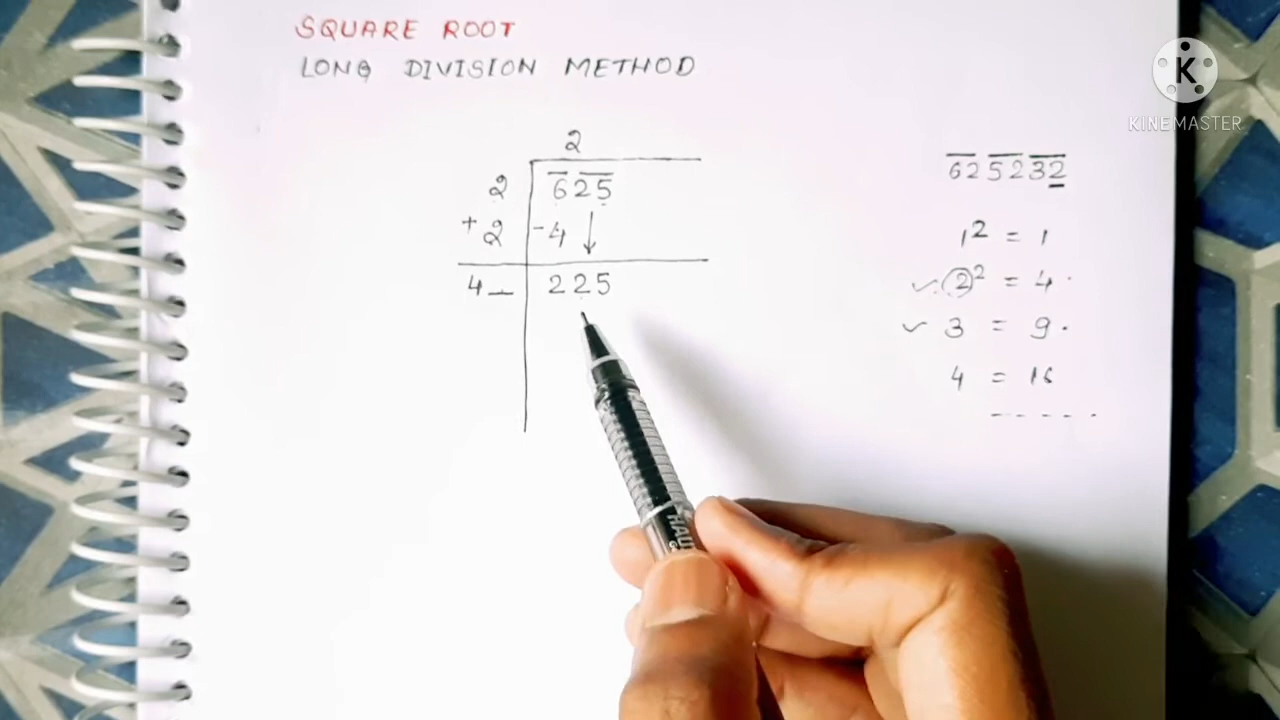 SQUARE ROOT
LONG DIVISION METHOD
K
KINEMASTER
2
2 625
+2 -4
4_ 225
625232
1² = 1
2² = 4
3 = 9
4 = 16
-----
HAU